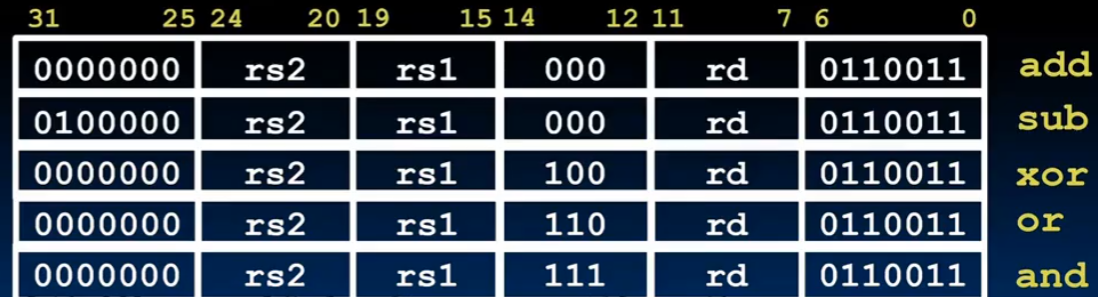 31 25 24 20 19 15 14 12 11 7 6 0
0000000 rs2 rs1 000 rd 0110011 add
0100000 rs2 rs1 000 rd 0110011 sub
0000000 rs2 rs1 100 rd 0110011 xor
0000000 rs2 rs1 110 rd 0110011 or
0000000 rs2 rs1 111 rd 0110011 and